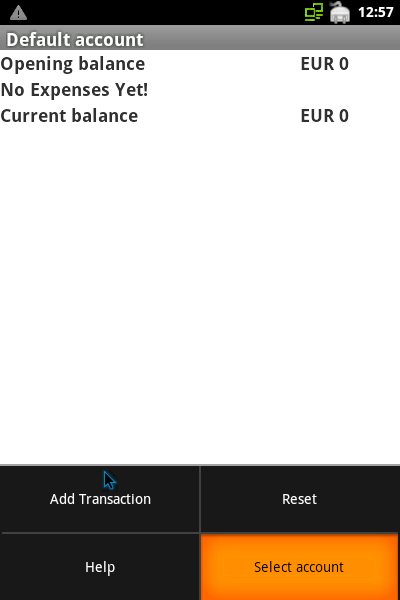 12:57
Default account
Opening balance EUR 0
No Expenses Yet!
Current balance EUR 0
Add Transaction Reset
Help Select account